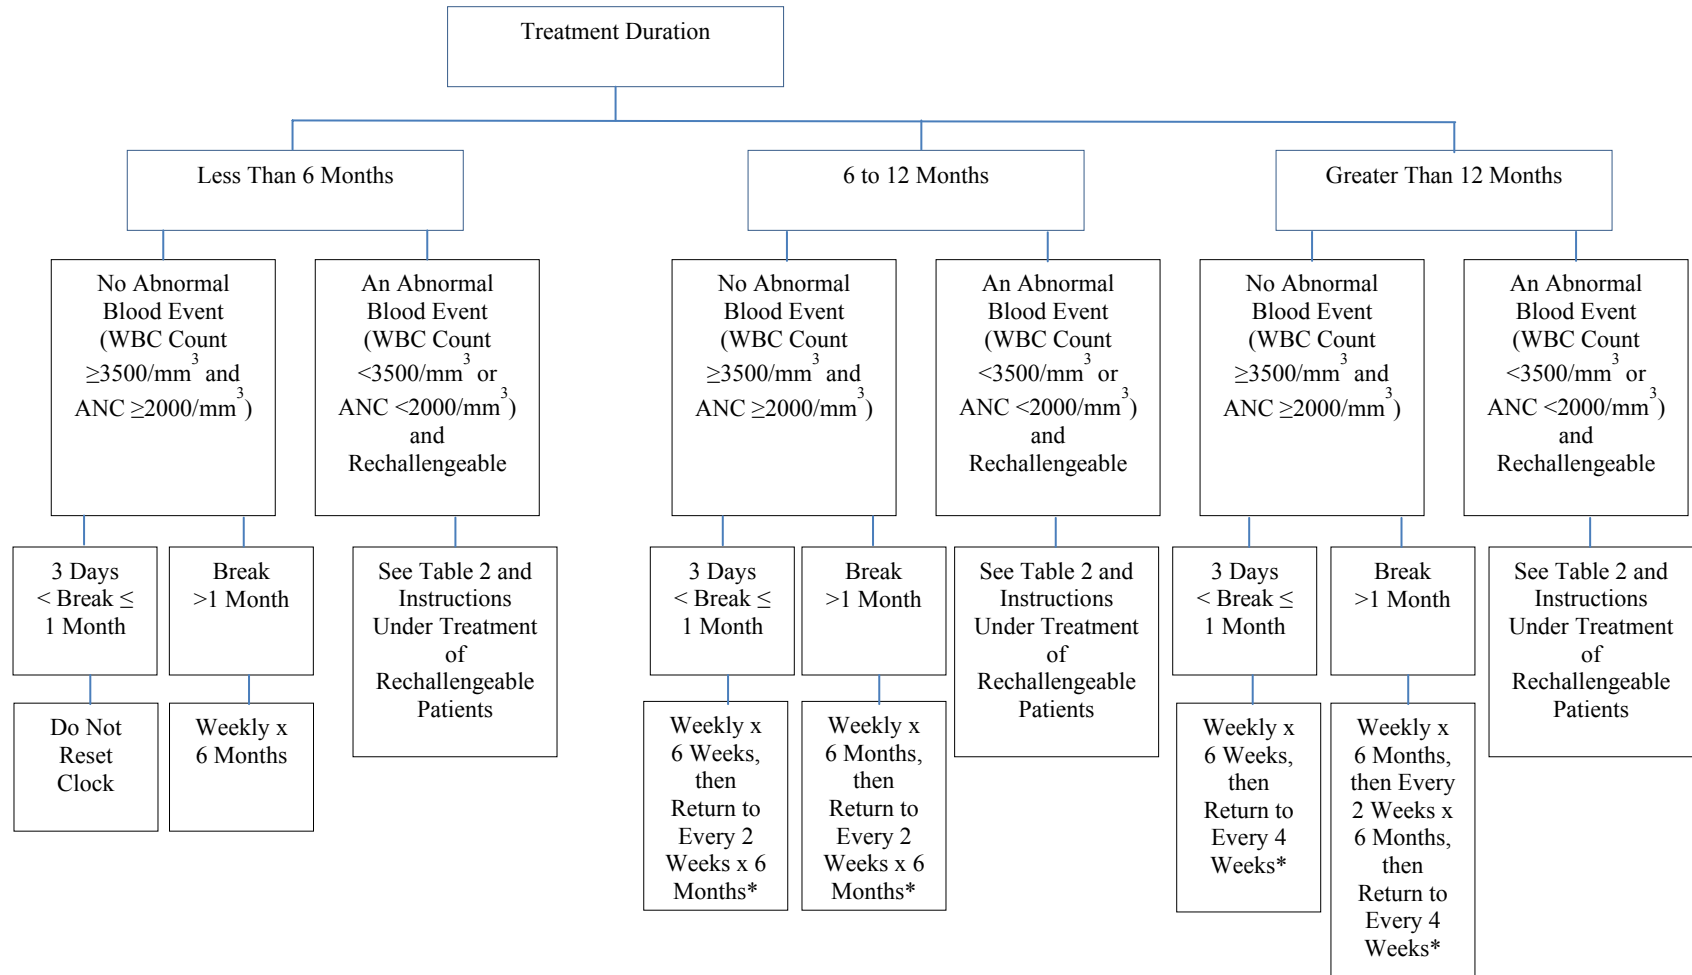 Treatment Duration
Less Than 6 Months
6 to 12 Months
Greater Than 12 Months
No Abnormal
Blood Event
(WBC Count
≥3500/mm³ and
ANC ≥2000/mm³)
An Abnormal
Blood Event
(WBC Count
<3500/mm³ or
ANC <2000/mm³)
and
Rechallengeable
No Abnormal
Blood Event
(WBC Count
≥3500/mm³ and
ANC ≥2000/mm³)
An Abnormal
Blood Event
(WBC Count
<3500/mm³ or
ANC <2000/mm³)
and
Rechallengeable
No Abnormal
Blood Event
(WBC Count
≥3500/mm³ and
ANC ≥2000/mm³)
An Abnormal
Blood Event
(WBC Count
<3500/mm³ or
ANC <2000/mm³)
and
Rechallengeable
3 Days
< Break ≤
1 Month
Break
>1 Month
See Table 2 and
Instructions
Under Treatment
of
Rechallengeable
Patients
3 Days
< Break ≤
1 Month
Break
>1 Month
See Table 2 and
Instructions
Under Treatment
of
Rechallengeable
Patients
3 Days
< Break ≤
1 Month
Break
>1 Month
See Table 2 and
Instructions
Under Treatment
of
Rechallengeable
Patients
Do Not
Reset
Clock
Weekly x
6 Months
Weekly x
6 Weeks,
then
Return to
Every 2
Weeks x 6
Months*
Weekly x
6 Months,
then
Return to
Every 2
Weeks x 6
Months*
Weekly x
6 Weeks,
then
Return to
Every 4
Weeks*
Weekly x
6 Months,
then Every
2 Weeks x
6 Months,
then
Return to
Every 4
Weeks*